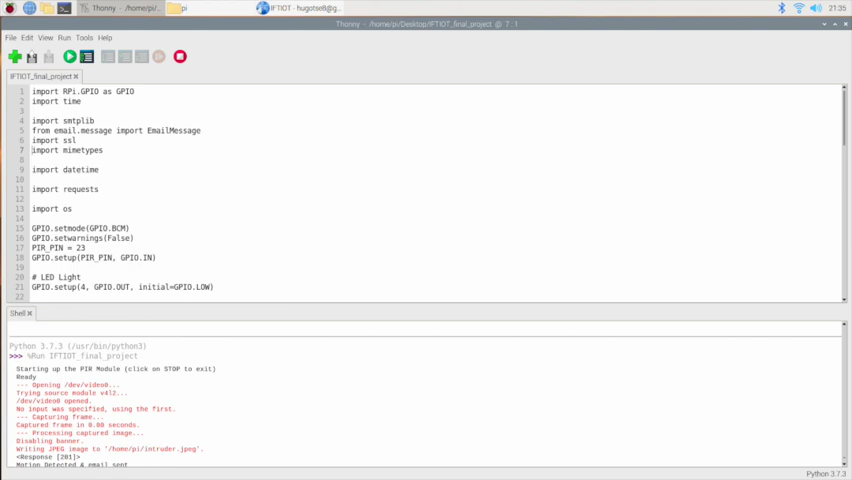 Thonny - /home/pi/...
pi
IFTIOT - hugotse8@g...
21:35
Thonny - /home/pi/Desktop/IFTIOT_final_project @ 7 : 1
File Edit View Run Tools Help
IFTIOT_final_project
1 import RPi.GPIO as GPIO
2 import time
3
4 import smtplib
5 from email.message import EmailMessage
6 import ssl
7 import mimetypes
8
9 import datetime
10
11 import requests
12
13 import os
14
15 GPIO.setmode(GPIO.BCM)
16 GPIO.setwarnings(False)
17 PIR_PIN = 23
18 GPIO.setup(PIR_PIN, GPIO.IN)
19
20 # LED Light
21 GPIO.setup(4, GPIO.OUT, initial=GPIO.LOW)
22
Shell
Python 3.7.3 (/usr/bin/python3)
>>> %Run IFTIOT_final_project
Starting up the PIR Module (click on STOP to exit)
Ready
--- Opening /dev/video0...
Trying source module v4l2...
/dev/video0 opened.
No input was specified, using the first.
--- Capturing frame...
Captured frame in 0.00 seconds.
--- Processing captured image...
Disabling banner.
Writing JPEG image to '/home/pi/intruder.jpeg'.
<Response [201]>
Motion Detected & email sent
Python 3.7.3